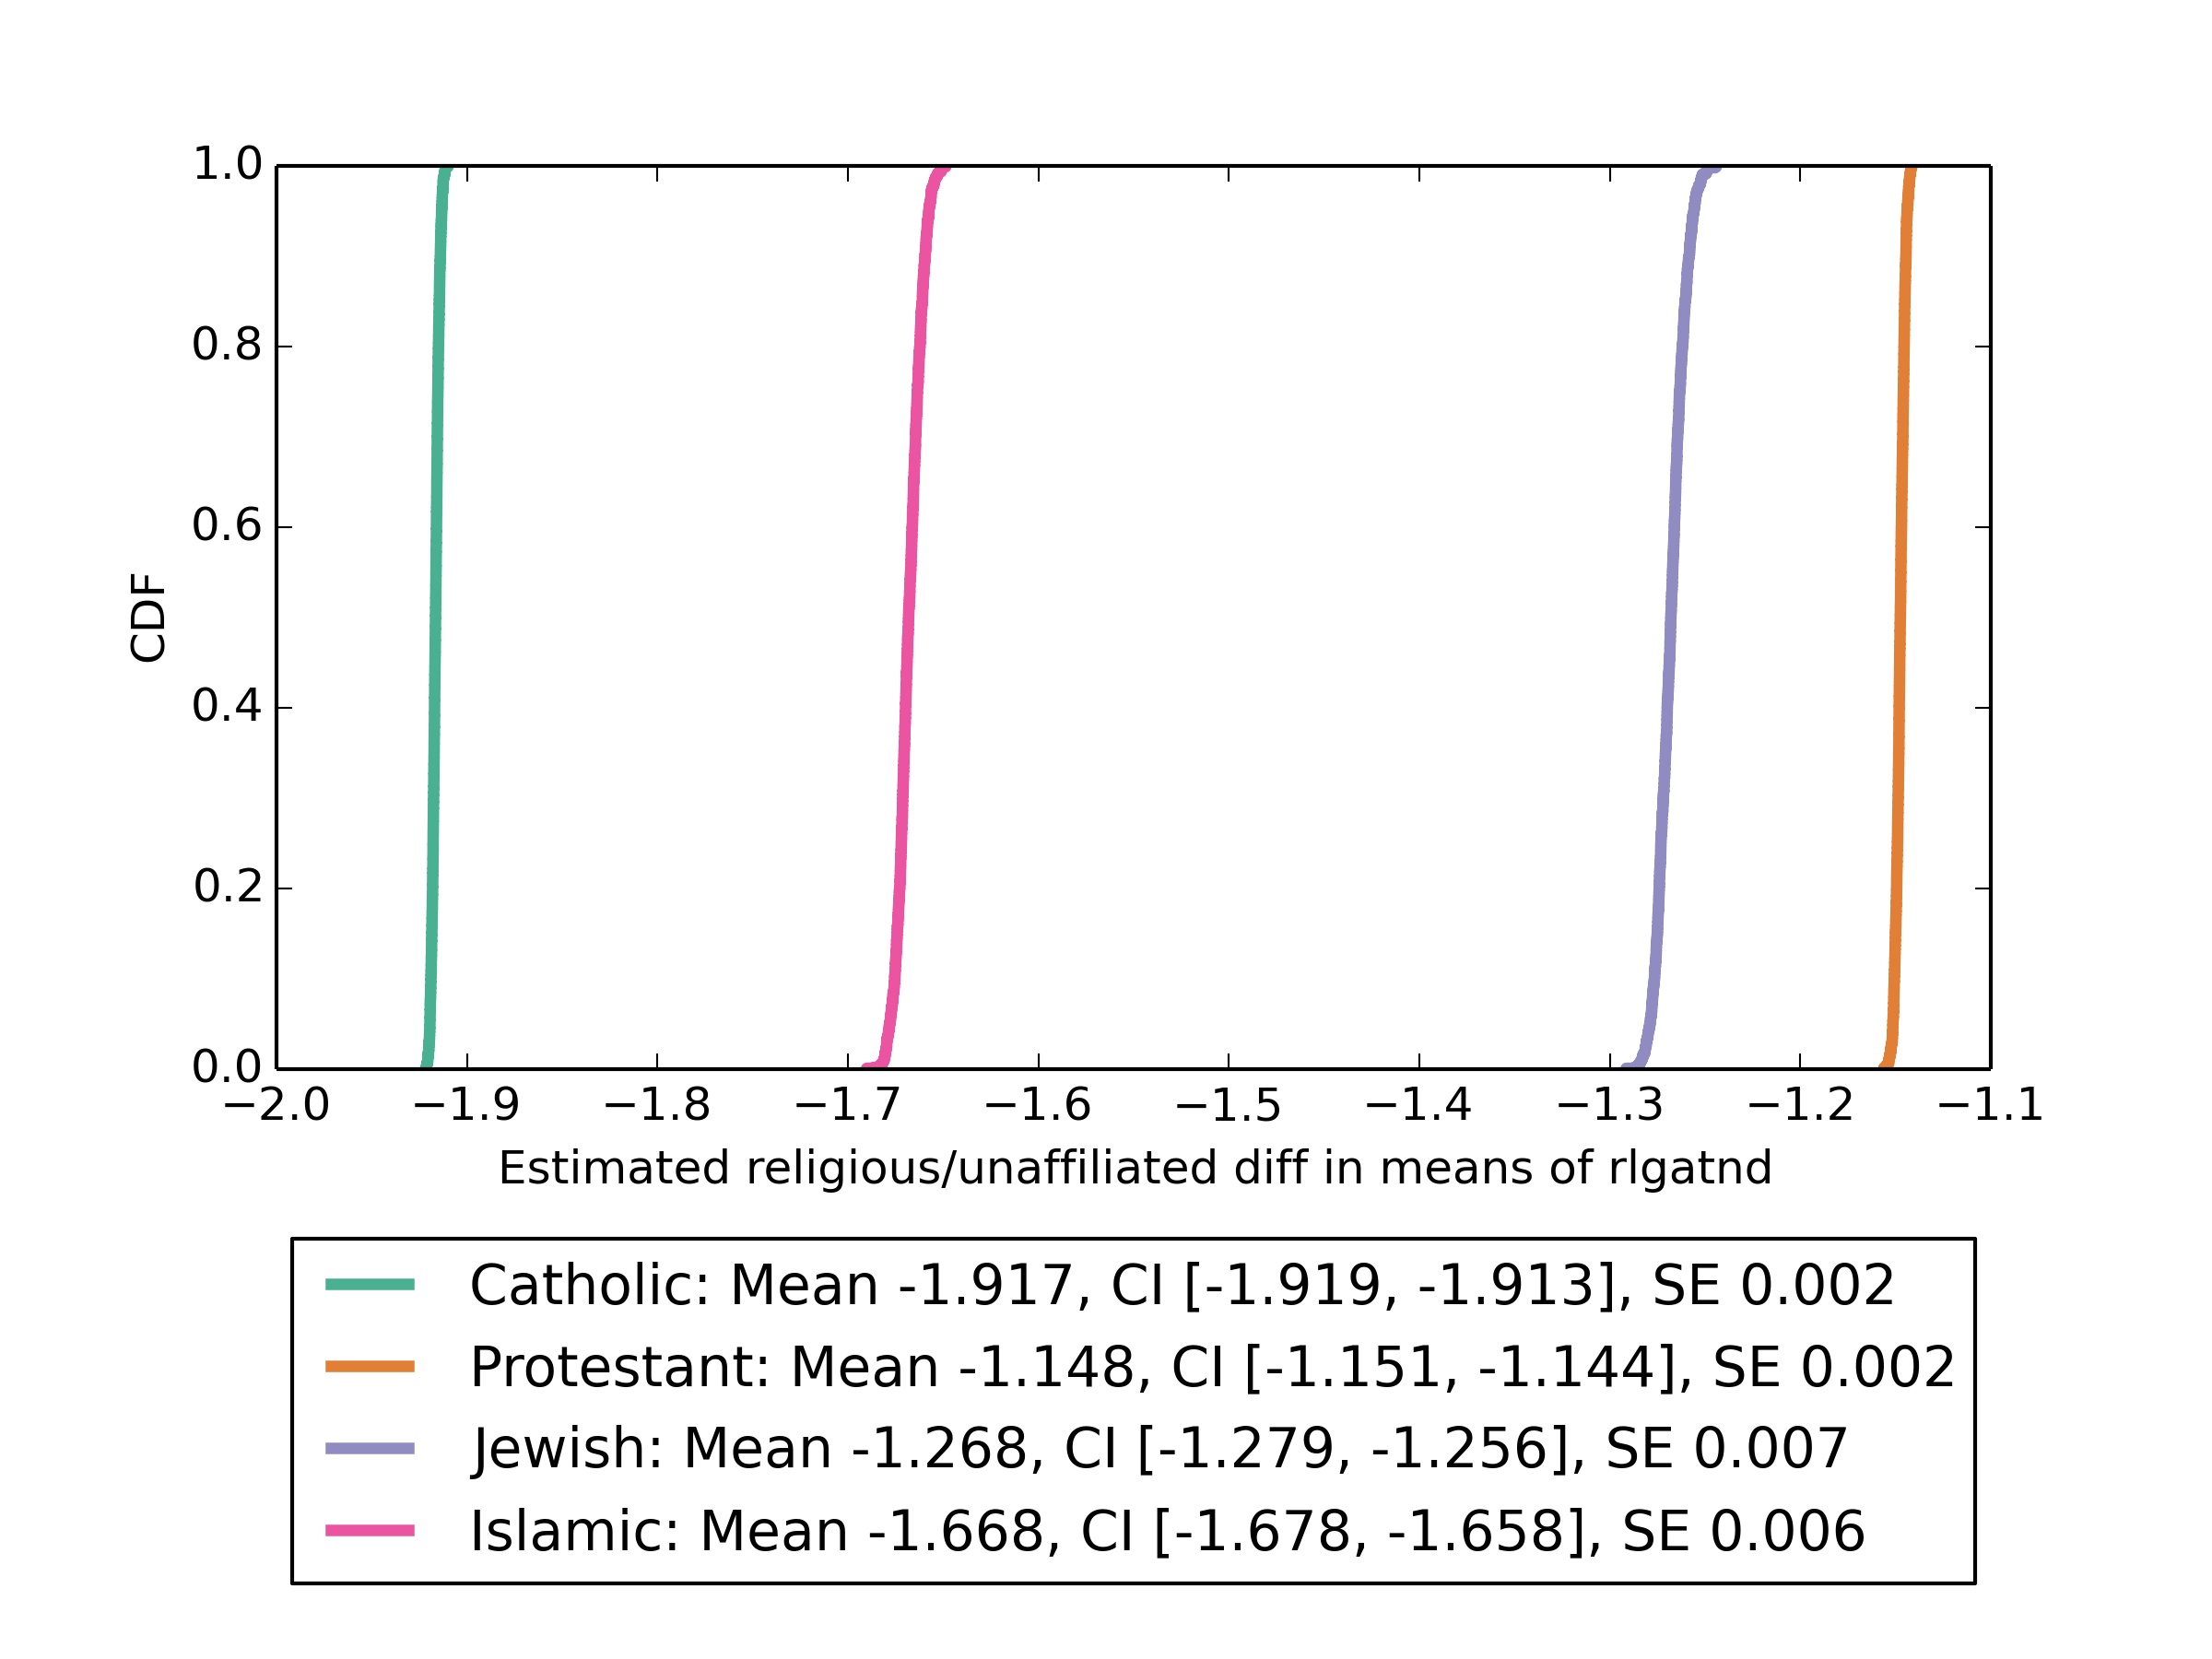 1.0
0.8
0.6
0.4
0.2
0.0
CDF
−2.0 −1.9 −1.8 −1.7 −1.6 −1.5 −1.4 −1.3 −1.2 −1.1
Estimated religious/unaffiliated diff in means of rlgatnd
Catholic: Mean -1.917, CI [-1.919, -1.913], SE 0.002
Protestant: Mean -1.148, CI [-1.151, -1.144], SE 0.002
Jewish: Mean -1.268, CI [-1.279, -1.256], SE 0.007
Islamic: Mean -1.668, CI [-1.678, -1.658], SE 0.006